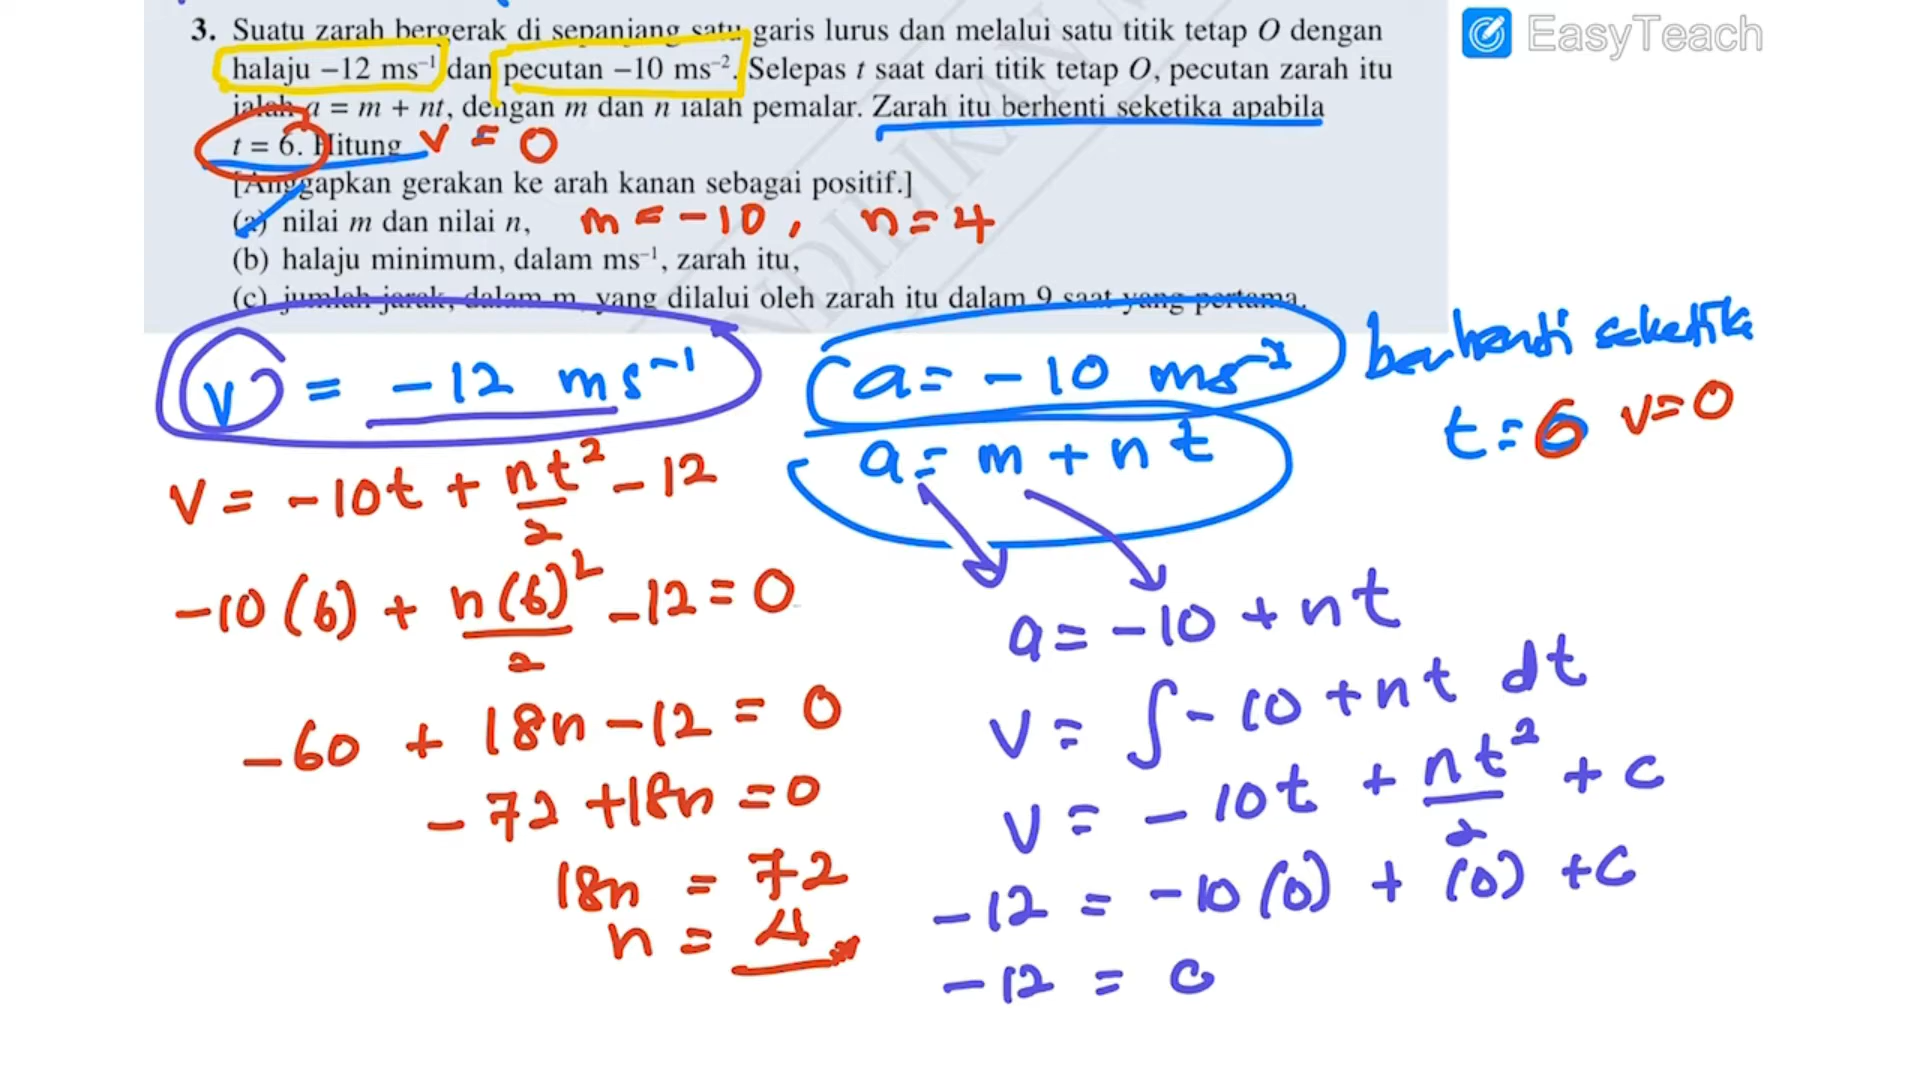 3. Suatu zarah bergerak di sepanjang satu garis lurus dan melalui satu titik tetap O dengan
halaju −12 ms⁻¹ dan pecutan −10 ms⁻². Selepas t saat dari titik tetap O, pecutan zarah itu
ialah a = m + nt, dengan m dan n ialah pemalar. Zarah itu berhenti seketika apabila
t = 6. Hitung v = 0
[Anggapkan gerakan ke arah kanan sebagai positif.]
(a) nilai m dan nilai n, m = −10, n = 4
(b) halaju minimum, dalam ms⁻¹, zarah itu,
(c) jumlah jarak, dalam m, yang dilalui oleh zarah itu dalam 9 saat yang pertama.
EasyTeach
v = −12 ms⁻¹
v = −10t + nt²/2 − 12
−10(6) + n(6)²/2 − 12 = 0
−60 + 18n − 12 = 0
−72 + 18n = 0
18n = 72
n = 4
a = −10 ms⁻²
a = m + nt
a = −10 + nt
v = ∫ −10 + nt dt
v = −10t + nt²/2 + c
−12 = −10(0) + (0) + c
−12 = c
berhenti seketika
t = 6 v = 0